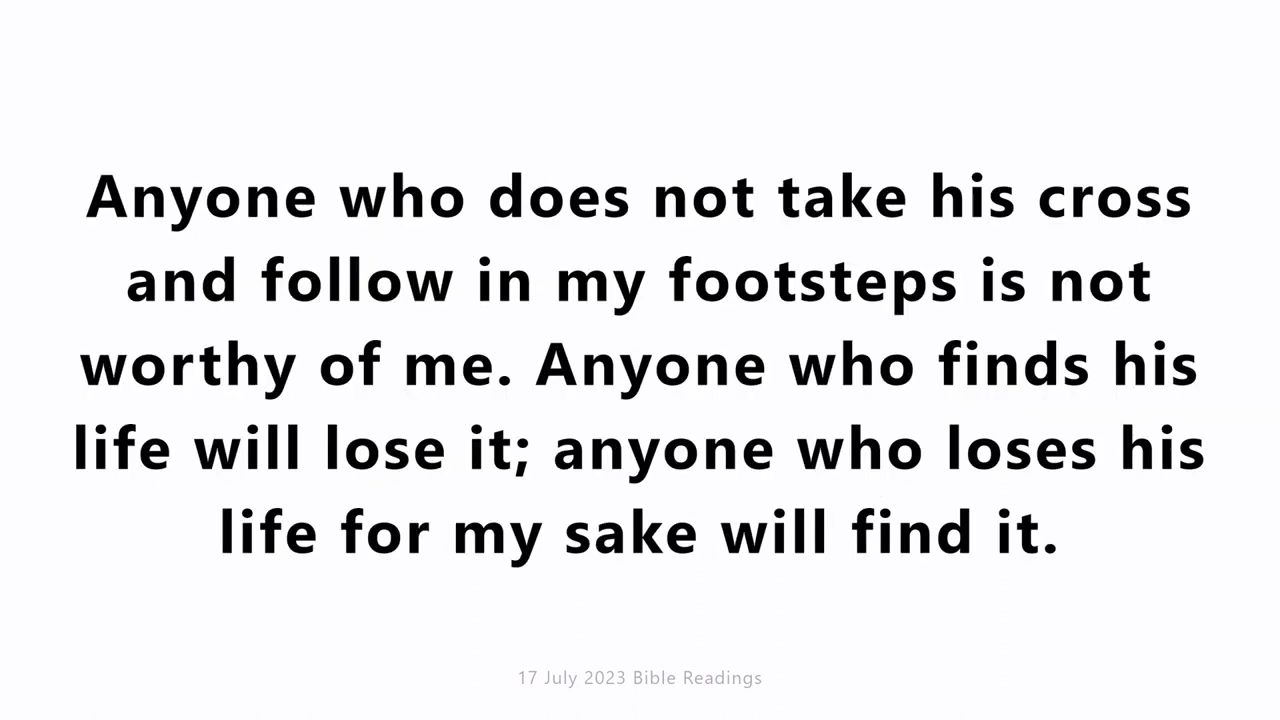 Anyone who does not take his cross
and follow in my footsteps is not
worthy of me. Anyone who finds his
life will lose it; anyone who loses his
life for my sake will find it.
17 July 2023 Bible Readings